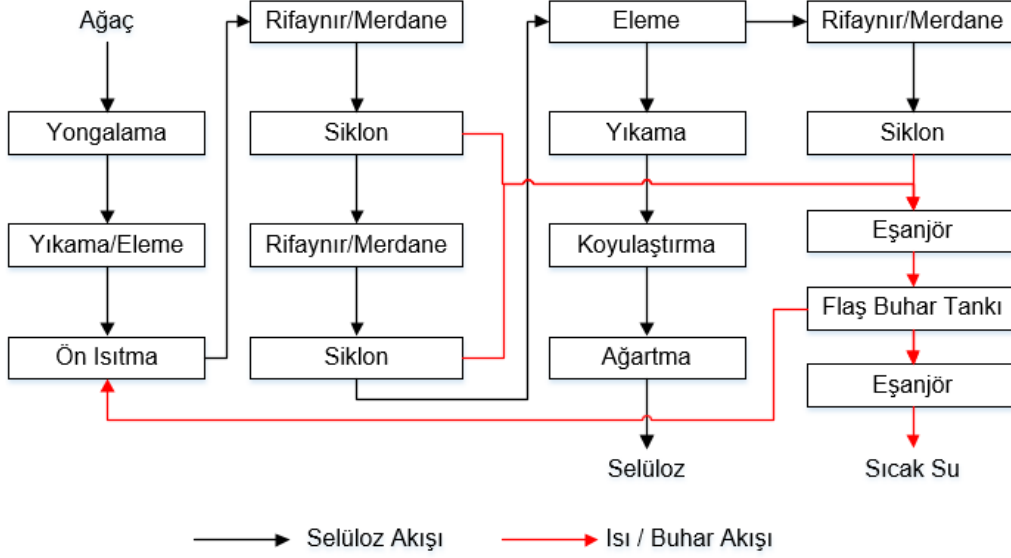 Ağaç
Yongalama
Yıkama/Eleme
Ön Isıtma
Rifaynır/Merdane
Siklon
Rifaynır/Merdane
Siklon
Eleme
Yıkama
Koyulaştırma
Ağartma
Selüloz
Rifaynır/Merdane
Siklon
Eşanjör
Flaş Buhar Tankı
Eşanjör
Sıcak Su
Selüloz Akışı
Isı / Buhar Akışı